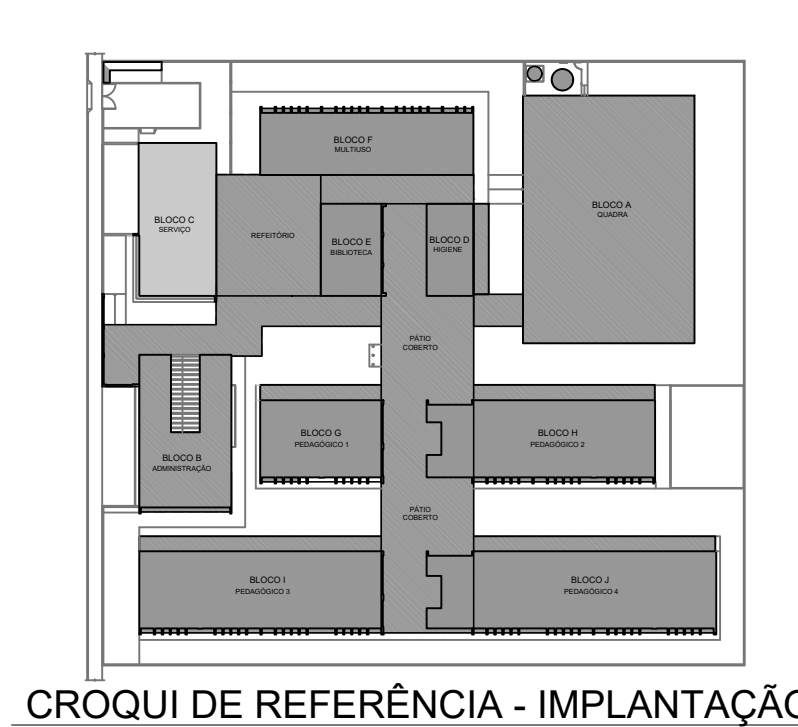 BLOCO F
MULTIUSO
BLOCO A
QUADRA
BLOCO C
SERVIÇO
REFEITÓRIO
BLOCO E
BIBLIOTECA
BLOCO D
HIGIENE
PÁTIO
COBERTO
BLOCO G
PEDAGÓGICO 1
BLOCO H
PEDAGÓGICO 2
BLOCO B
ADMINISTRAÇÃO
PÁTIO
COBERTO
BLOCO I
PEDAGÓGICO 3
BLOCO J
PEDAGÓGICO 4
CROQUI DE REFERÊNCIA - IMPLANTAÇÃO